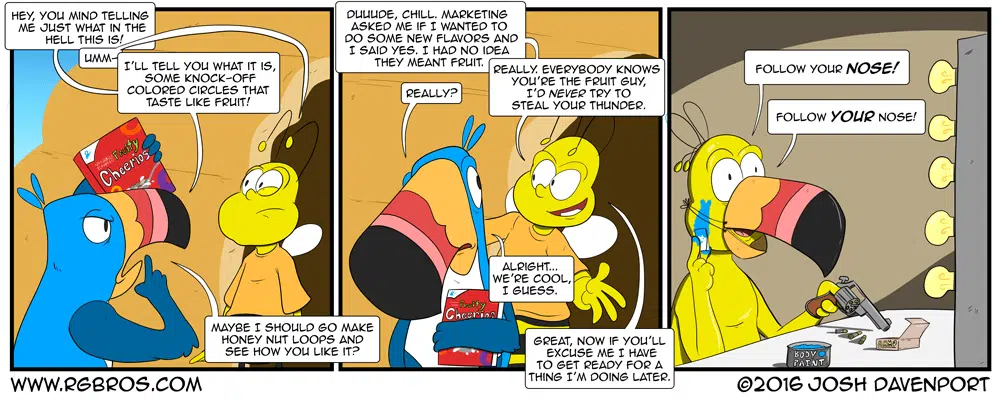 HEY, YOU MIND TELLING
ME JUST WHAT IN THE
HELL THIS IS!
UMM-
I'LL TELL YOU WHAT IT IS,
SOME KNOCK-OFF
COLORED CIRCLES THAT
TASTE LIKE FRUIT!
Fruity
Cheerios
MAYBE I SHOULD GO MAKE
HONEY NUT LOOPS AND
SEE HOW YOU LIKE IT?
DUUUDE, CHILL. MARKETING
ASKED ME IF I WANTED TO
DO SOME NEW FLAVORS AND
I SAID YES. I HAD NO IDEA
THEY MEANT FRUIT.
REALLY?
REALLY. EVERYBODY KNOWS
YOU'RE THE FRUIT GUY,
I'D NEVER TRY TO
STEAL YOUR THUNDER.
ALRIGHT...
WE'RE COOL,
I GUESS.
Fruity
Cheerios
GREAT, NOW IF YOU'LL
EXCUSE ME I HAVE
TO GET READY FOR A
THING I'M DOING LATER.
FOLLOW YOUR NOSE!
FOLLOW YOUR NOSE!
BODY
PAINT
WWW.RGBROS.COM
©2016 JOSH DAVENPORT